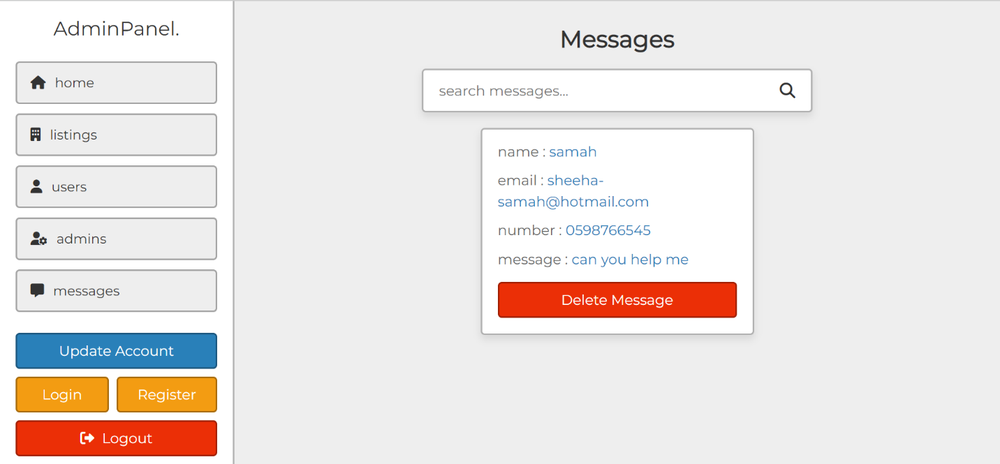 AdminPanel.
home
listings
users
admins
messages
Update Account
Login
Register
Logout
Messages
search messages...
name : samah
email : sheeha-
samah@hotmail.com
number : 0598766545
message : can you help me
Delete Message